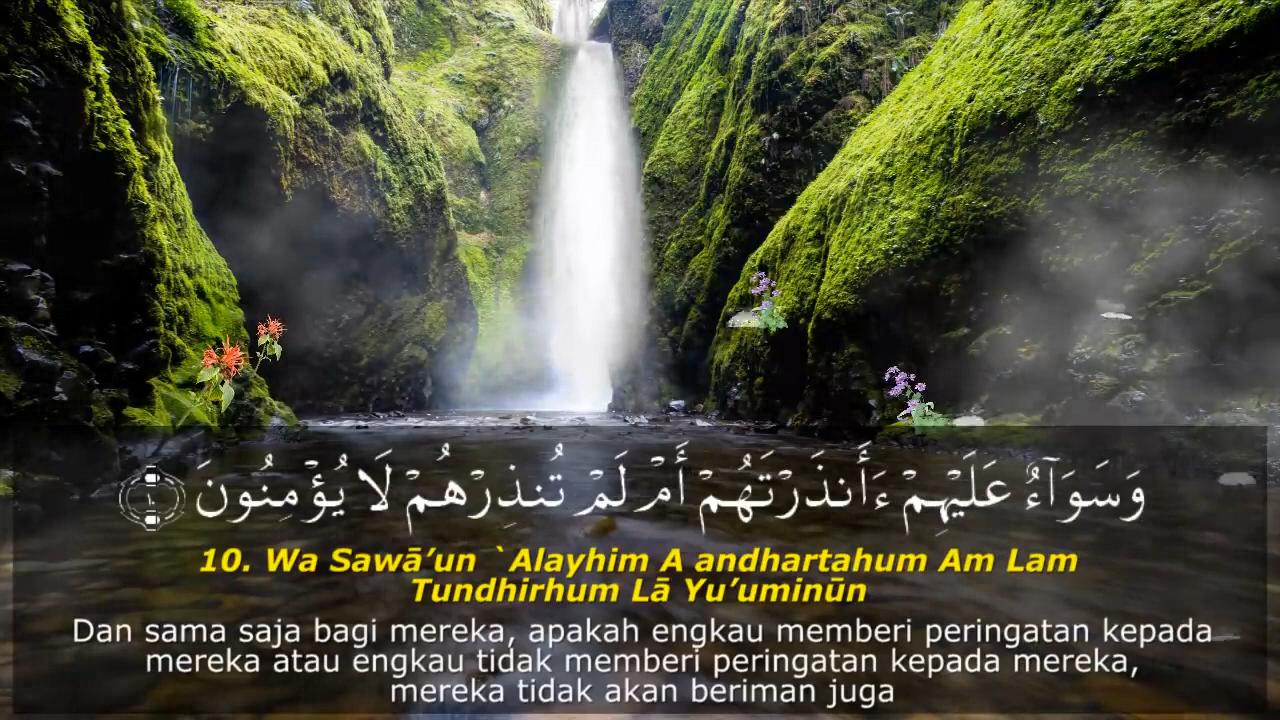 وَسَوَآءٌ عَلَيْهِمْ ءَأَنذَرْتَهُمْ أَمْ لَمْ تُنذِرْهُمْ لَا يُؤْمِنُونَ ١٠
10. Wa Sawā’un `Alayhim A andhartahum Am Lam
Tundhirhum Lā Yu’uminūn
Dan sama saja bagi mereka, apakah engkau memberi peringatan kepada
mereka atau engkau tidak memberi peringatan kepada mereka,
mereka tidak akan beriman juga